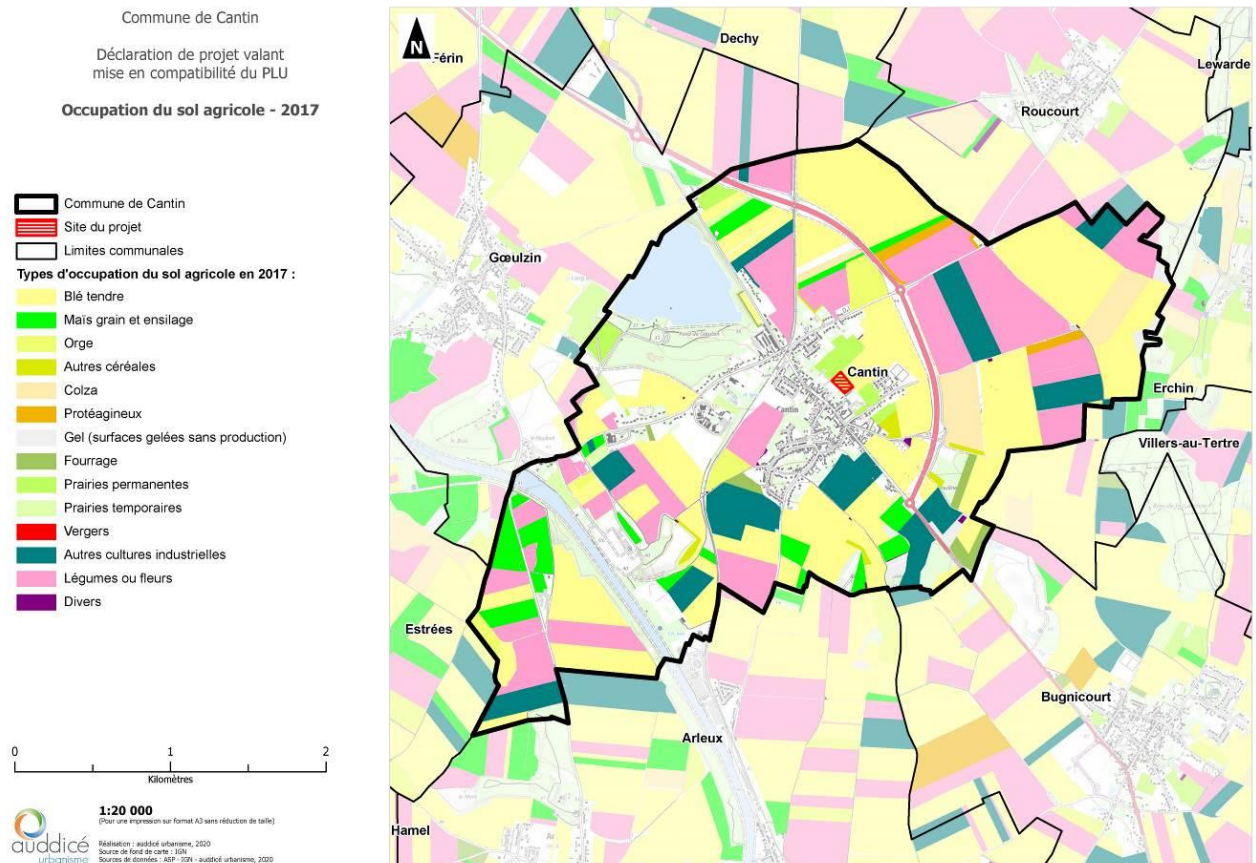 Commune de Cantin
Déclaration de projet valant
mise en compatibilité du PLU
Occupation du sol agricole - 2017
Commune de Cantin
Site du projet
Limites communales
Types d'occupation du sol agricole en 2017 :
Blé tendre
Maïs grain et ensilage
Orge
Autres céréales
Colza
Protéagineux
Gel (surfaces gelées sans production)
Fourrage
Prairies permanentes
Prairies temporaires
Vergers
Autres cultures industrielles
Légumes ou fleurs
Divers
0 1 2
Kilomètres
1:20 000
(Pour une impression sur format A3 sans réduction de taille)
Réalisation : auddicé urbanisme, 2020
Source de fond de carte : IGN
Sources de données : ASP - IGN - auddicé urbanisme, 2020
auddicé
urbanisme
N
Férin
Dechy
Lewarde
Roucourt
Gœulzin
Cantin
Cantin
Erchin
Villers-au-Tertre
Estrées
Bugnicourt
Arleux
Hamel